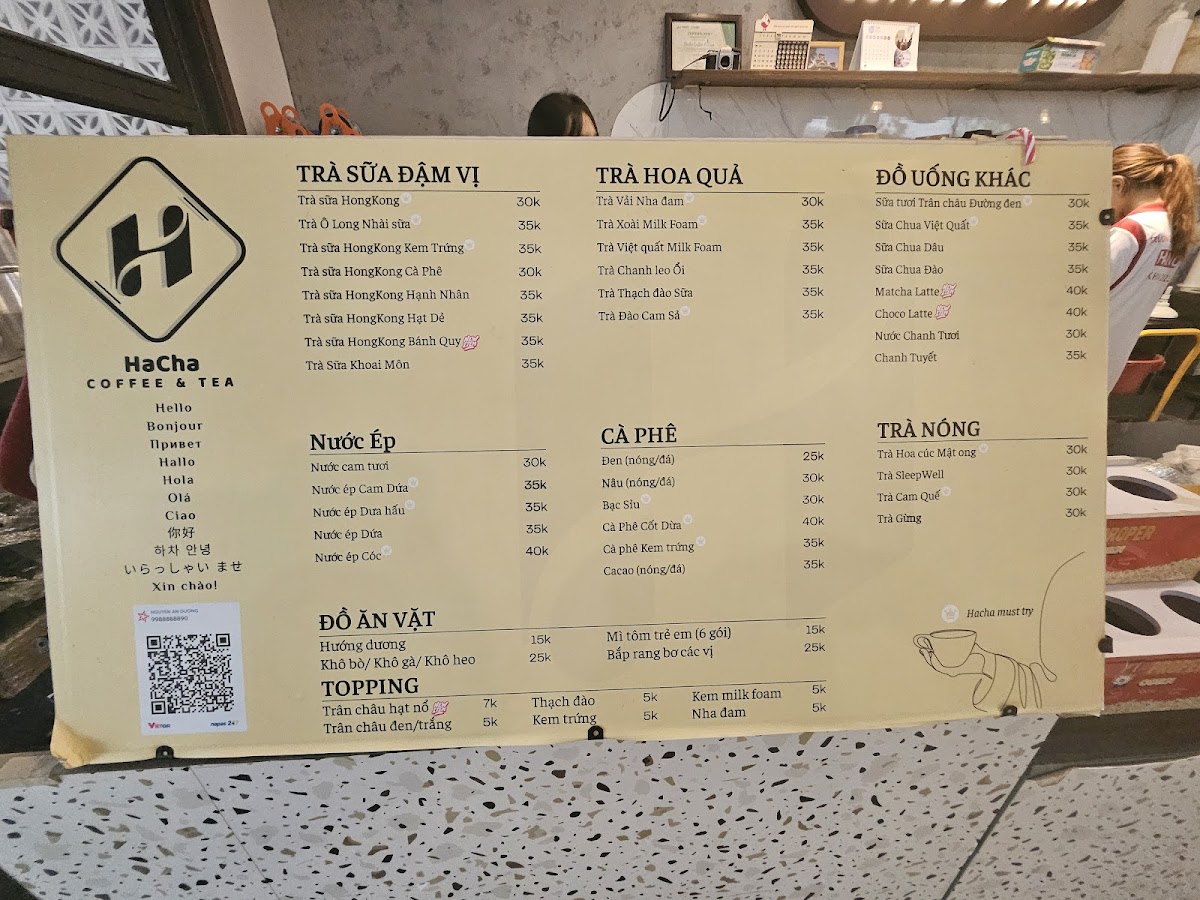 HaCha
COFFEE & TEA
Hello
Bonjour
Привет
Hallo
Hola
Olá
Ciao
你好
하차 안녕
いらっしゃい ませ
Xin chào!
NGUYEN AN DUONG
9988888890
napas 247
TRÀ SỮA ĐẬM VỊ
Trà sữa HongKong 30k
Trà Ô Long Nhài sữa 35k
Trà sữa HongKong Kem Trứng 35k
Trà sữa HongKong Cà Phê 30k
Trà sữa HongKong Hạnh Nhân 35k
Trà sữa HongKong Hạt Dẻ 35k
Trà sữa HongKong Bánh Quy 35k
Trà Sữa Khoai Môn 35k
TRÀ HOA QUẢ
Trà Vải Nha đam 30k
Trà Xoài Milk Foam 35k
Trà Việt quất Milk Foam 35k
Trà Chanh leo Ổi 35k
Trà Thạch đào Sữa 35k
Trà Đào Cam Sả 35k
ĐỒ UỐNG KHÁC
Sữa tươi Trân châu Đường đen 30k
Sữa Chua Việt Quất 35k
Sữa Chua Dâu 35k
Sữa Chua Đào 35k
Matcha Latte 40k
Choco Latte 40k
Nước Chanh Tươi 30k
Chanh Tuyết 35k
Nước Ép
Nước cam tươi 30k
Nước ép Cam Dứa 35k
Nước ép Dưa hấu 35k
Nước ép Dứa 35k
Nước ép Cóc 40k
CÀ PHÊ
Đen (nóng/đá) 25k
Nâu (nóng/đá) 30k
Bạc Sỉu 30k
Cà Phê Cốt Dừa 40k
Cà phê Kem trứng 35k
Cacao (nóng/đá) 35k
TRÀ NÓNG
Trà Hoa cúc Mật ong 30k
Trà SleepWell 30k
Trà Cam Quế 30k
Trà Gừng 30k
ĐỒ ĂN VẶT
Hướng dương 15k Mì tôm trẻ em (6 gói) 15k
Khô bò/ Khô gà/ Khô heo 25k Bắp rang bơ các vị 25k
TOPPING
Trân châu hạt nổ 7k Thạch đào 5k Kem milk foam 5k
Trân châu đen/trắng 5k Kem trứng 5k Nha đam 5k
Hacha must try